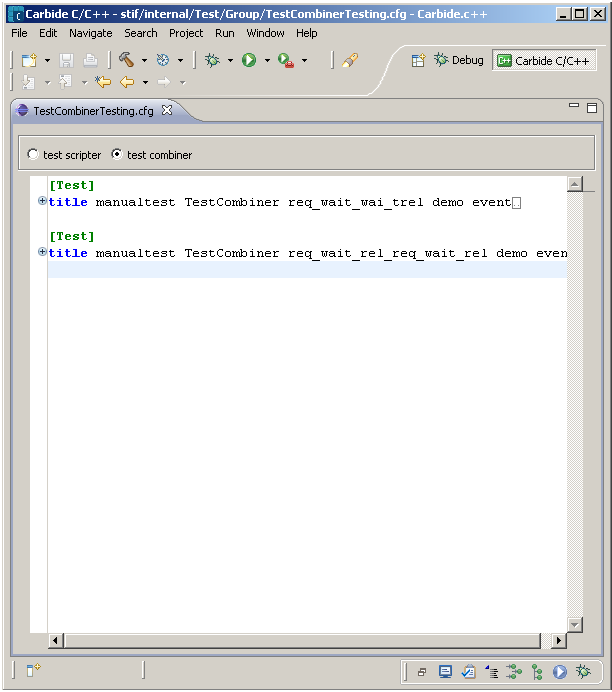 Carbide C/C++ - stif/internal/Test/Group/TestCombinerTesting.cfg - Carbide.c++
File Edit Navigate Search Project Run Window Help
Debug Carbide C/C++
TestCombinerTesting.cfg
test scripter test combiner
[Test]
title manualtest TestCombiner req_wait_wai_trel demo event
[Test]
title manualtest TestCombiner req_wait_rel_req_wait_rel demo even